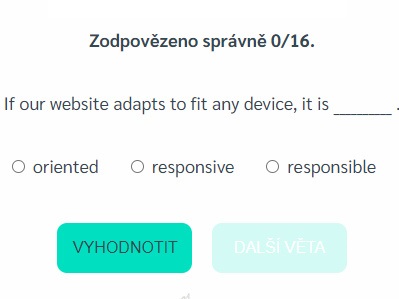 Zodpovězeno správně 0/16.
If our website adapts to fit any device, it is ________ .
oriented responsive responsible
VYHODNOTIT DALŠÍ VĚTA